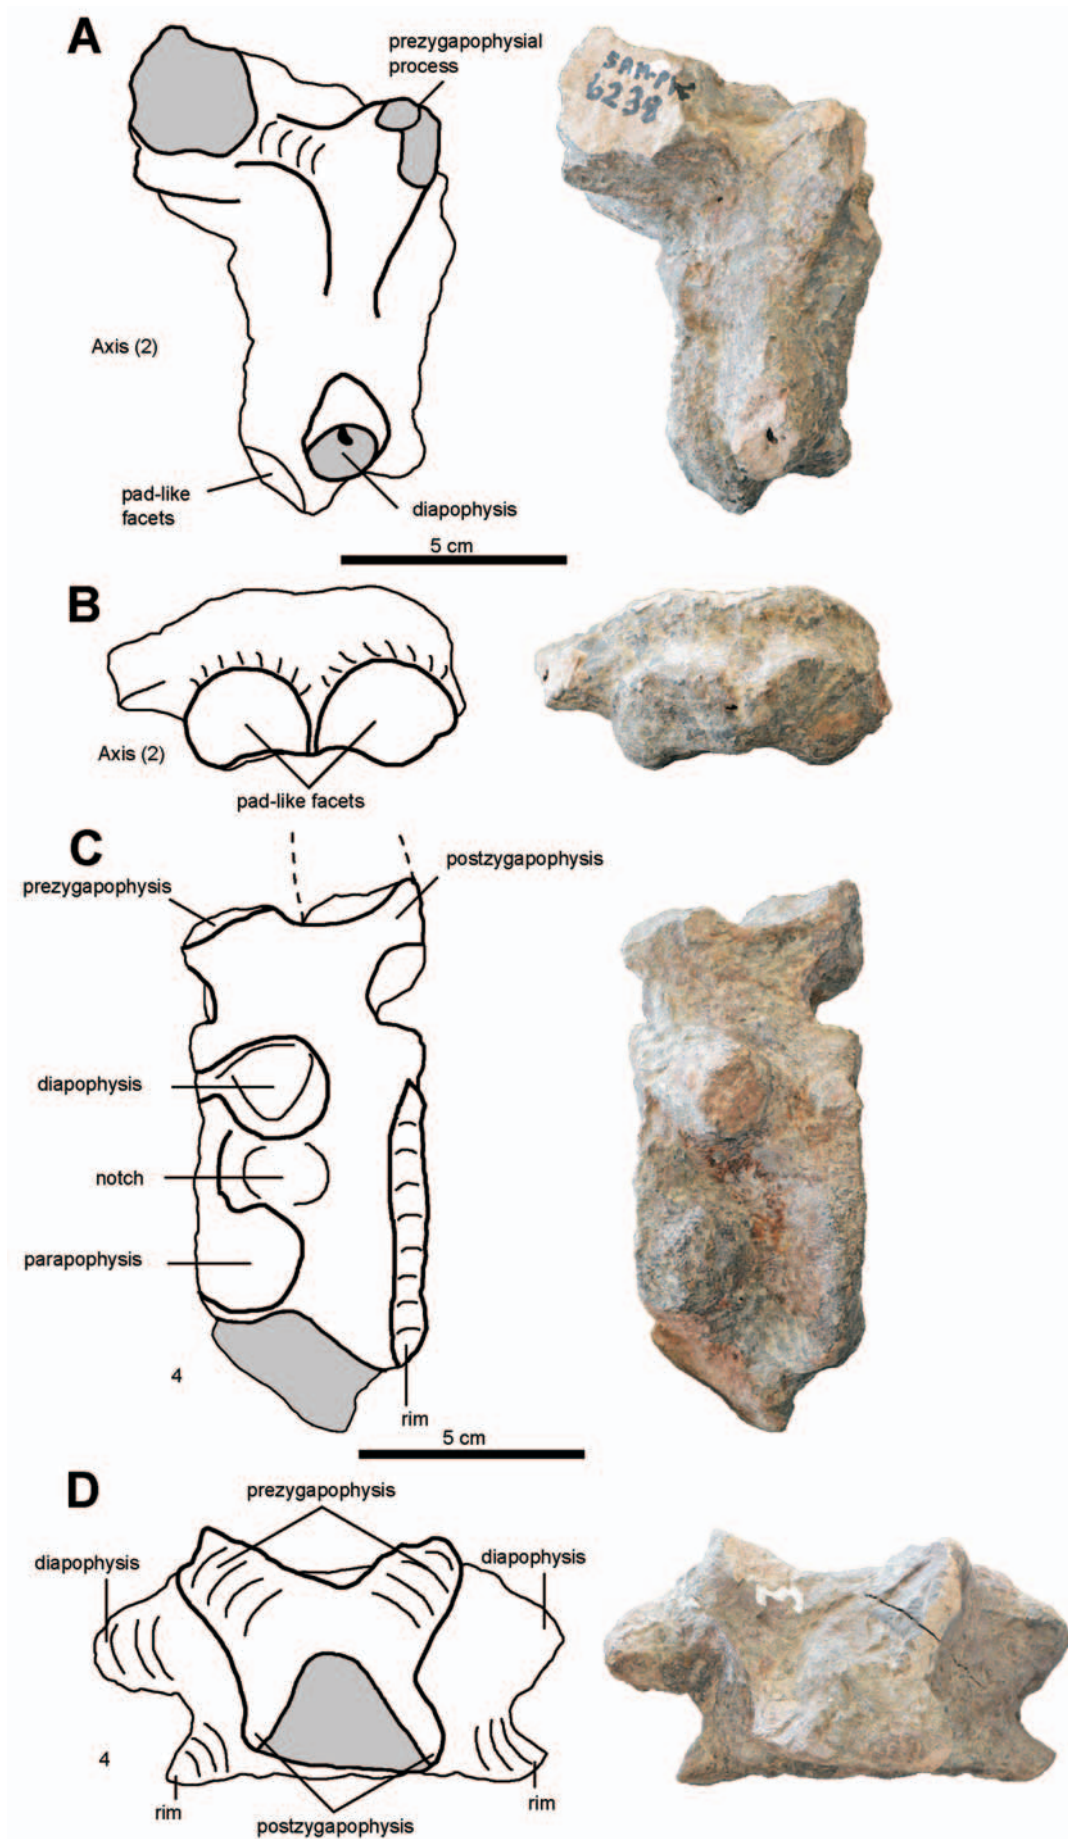 A
prezygapophysial
process
SAM-PK
6238
Axis (2)
pad-like
facets
diapophysis
5 cm
B
Axis (2)
pad-like facets
C
postzygapophysis
prezygapophysis
diapophysis
notch
parapophysis
4
rim
5 cm
D
prezygapophysis
diapophysis
diapophysis
3
4
rim
rim
postzygapophysis